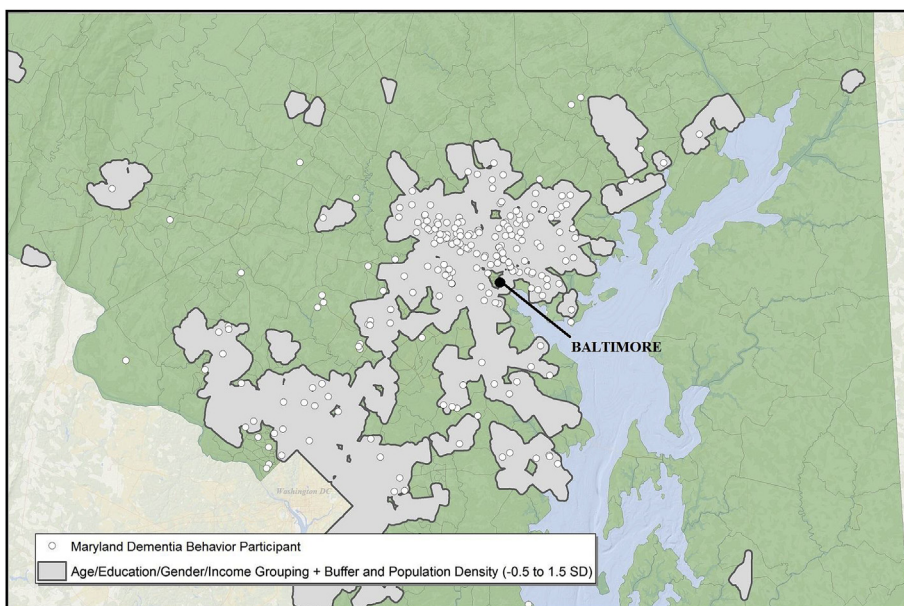 BALTIMORE
Washington DC
Maryland Dementia Behavior Participant
Age/Education/Gender/Income Grouping + Buffer and Population Density (-0.5 to 1.5 SD)